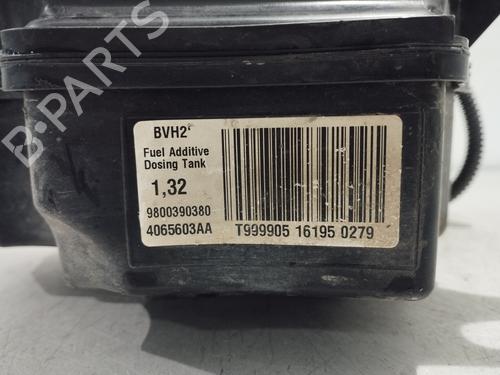 BVH2'
Fuel Additive
Dosing Tank
1,32
9800390380
4065603AA
T999905 16195 0279
B-PARTS